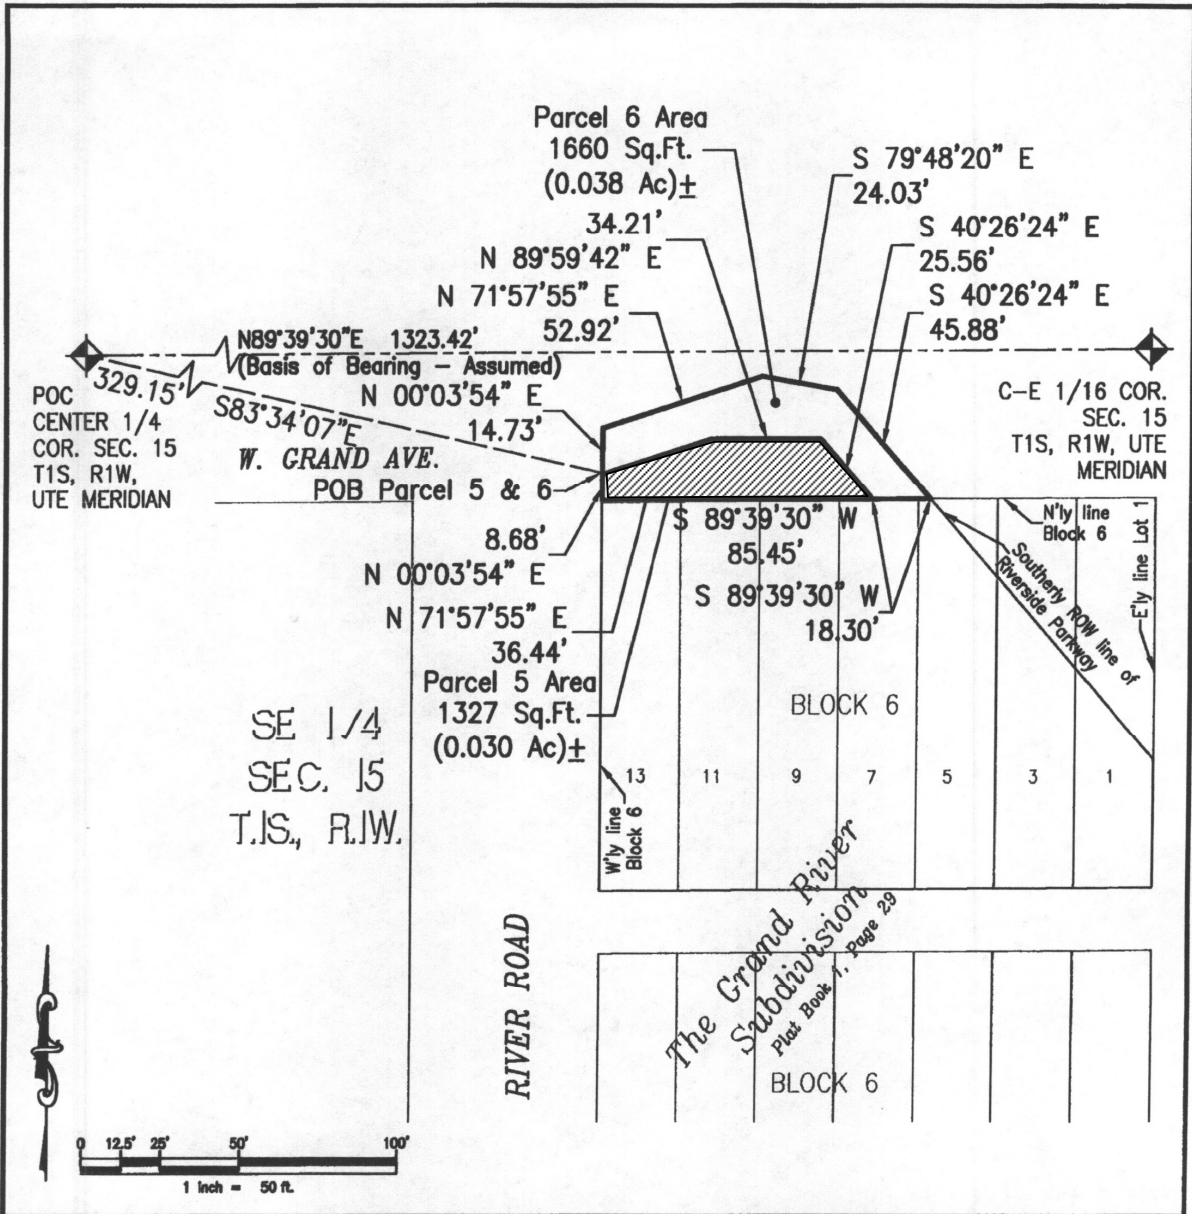 Parcel 6 Area
1660 Sq.Ft.
(0.038 Ac)±
34.21'
N 89°59'42" E
N 71°57'55" E
52.92'
S 79°48'20" E
24.03'
S 40°26'24" E
25.56'
S 40°26'24" E
45.88'
N89°39'30"E 1323.42'
(Basis of Bearing - Assumed)
329.15'
S83°34'07"E
N 00°03'54" E
14.73'
POC
CENTER 1/4
COR. SEC. 15
T1S, R1W,
UTE MERIDIAN
W. GRAND AVE.
POB Parcel 5 & 6
C-E 1/16 COR.
SEC. 15
T1S, R1W, UTE
MERIDIAN
8.68'
N 00°03'54" E
N 71°57'55" E
36.44'
Parcel 5 Area
1327 Sq.Ft.
(0.030 Ac)±
S 89°39'30" W
85.45'
S 89°39'30" W
18.30'
N'ly line
Block 6
Southerly ROW line of
Riverside Parkway
E'ly line Lot 1
SE 1/4
SEC. 15
T.1S., R.1W.
BLOCK 6
13 11 9 7 5 3 1
W'ly line
Block 6
RIVER ROAD
The Grand River
Subdivision
Plat Book 1, Page 29
BLOCK 6
0 12.5' 25' 50' 100'
1 inch = 50 ft.